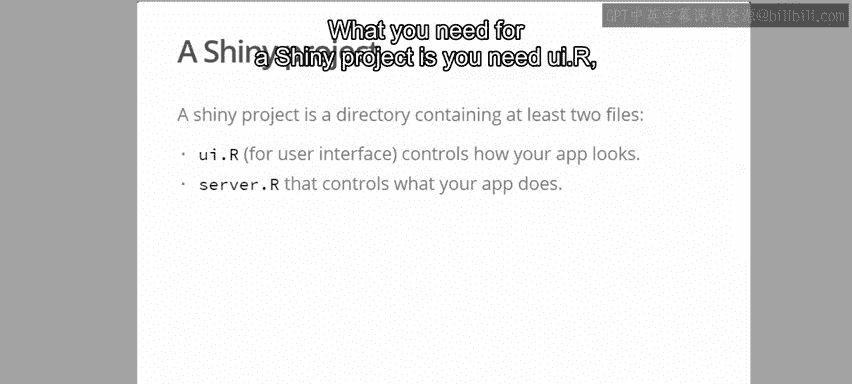 GPT中英字幕课程资源@bilibili.com
What you need for
a Shiny project is you need ui.R,
A Shiny project
A shiny project is a directory containing at least two files:
· ui.R (for user interface) controls how your app looks.
· server.R that controls what your app does.